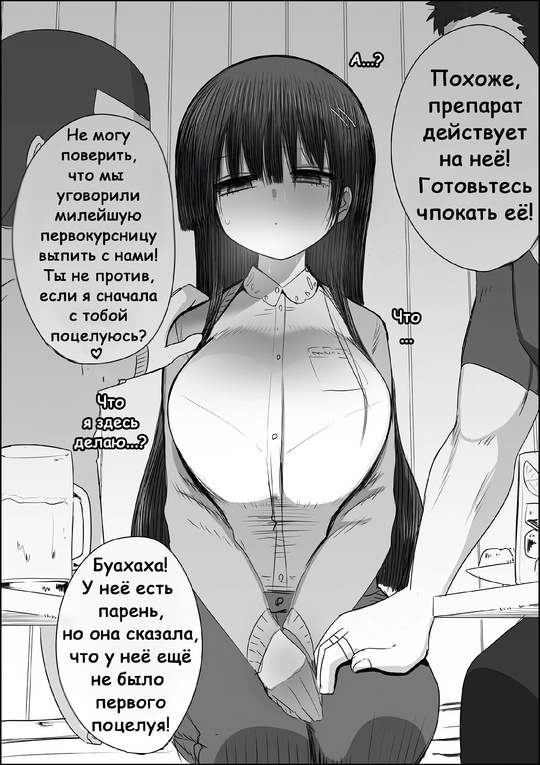 А...?
Похоже,
препарат
действует
на неё!
Готовьтесь
чпокать её!
Не могу
поверить,
что мы
уговорили
милейшую
первокурсницу
выпить с нами!
Ты не против,
если я сначала
с тобой
поцелуюсь?
♡
Что
...
Что
я здесь
делаю...?
Буахаха!
У неё есть
парень,
но она сказала,
что у неё ещё
не было
первого
поцелуя!